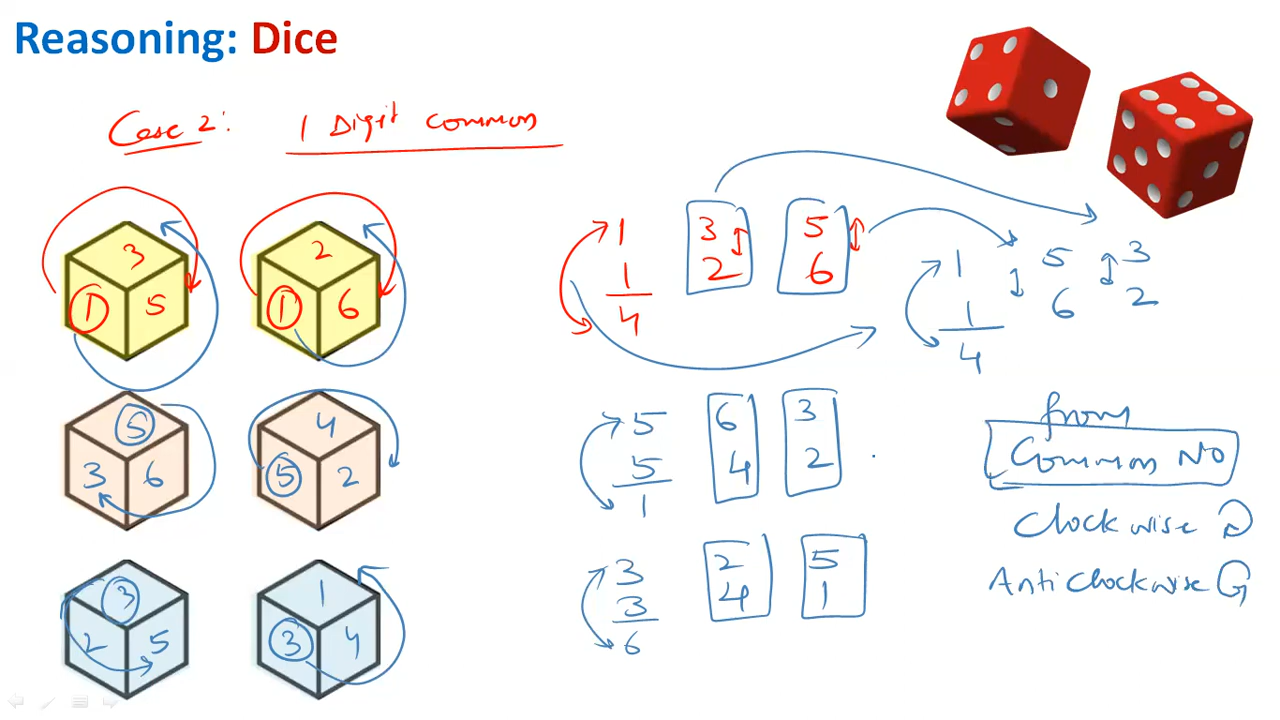 Reasoning: Dice
Case 2: 1 Digit common
3
1 5
2
1 6
1 3 5
1 2 6
4
1 5 3
1 6 2
4
5
3 6
4
5 2
5 6 3
5 4 2
1
from
Common No
Clockwise
Anticlockwise
3
2 5
1
3 4
3 2 5
3 4 1
6